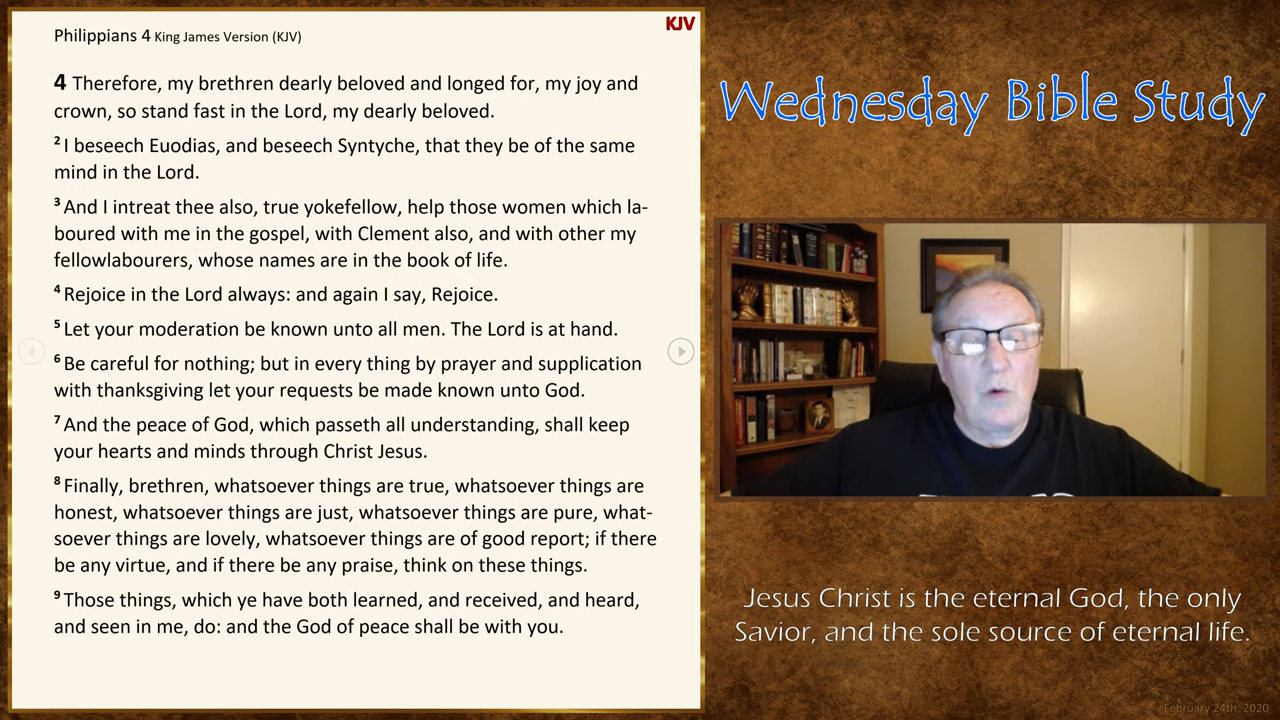 Philippians 4 King James Version (KJV)
KJV
4 Therefore, my brethren dearly beloved and longed for, my joy and
crown, so stand fast in the Lord, my dearly beloved.
2 I beseech Euodias, and beseech Syntyche, that they be of the same
mind in the Lord.
3 And I intreat thee also, true yokefellow, help those women which la-
boured with me in the gospel, with Clement also, and with other my
fellowlabourers, whose names are in the book of life.
4 Rejoice in the Lord always: and again I say, Rejoice.
5 Let your moderation be known unto all men. The Lord is at hand.
6 Be careful for nothing; but in every thing by prayer and supplication
with thanksgiving let your requests be made known unto God.
7 And the peace of God, which passeth all understanding, shall keep
your hearts and minds through Christ Jesus.
8 Finally, brethren, whatsoever things are true, whatsoever things are
honest, whatsoever things are just, whatsoever things are pure, what-
soever things are lovely, whatsoever things are of good report; if there
be any virtue, and if there be any praise, think on these things.
9 Those things, which ye have both learned, and received, and heard,
and seen in me, do: and the God of peace shall be with you.
Wednesday Bible Study
Jesus Christ is the eternal God, the only
Savior, and the sole source of eternal life.
February 24th, 2020